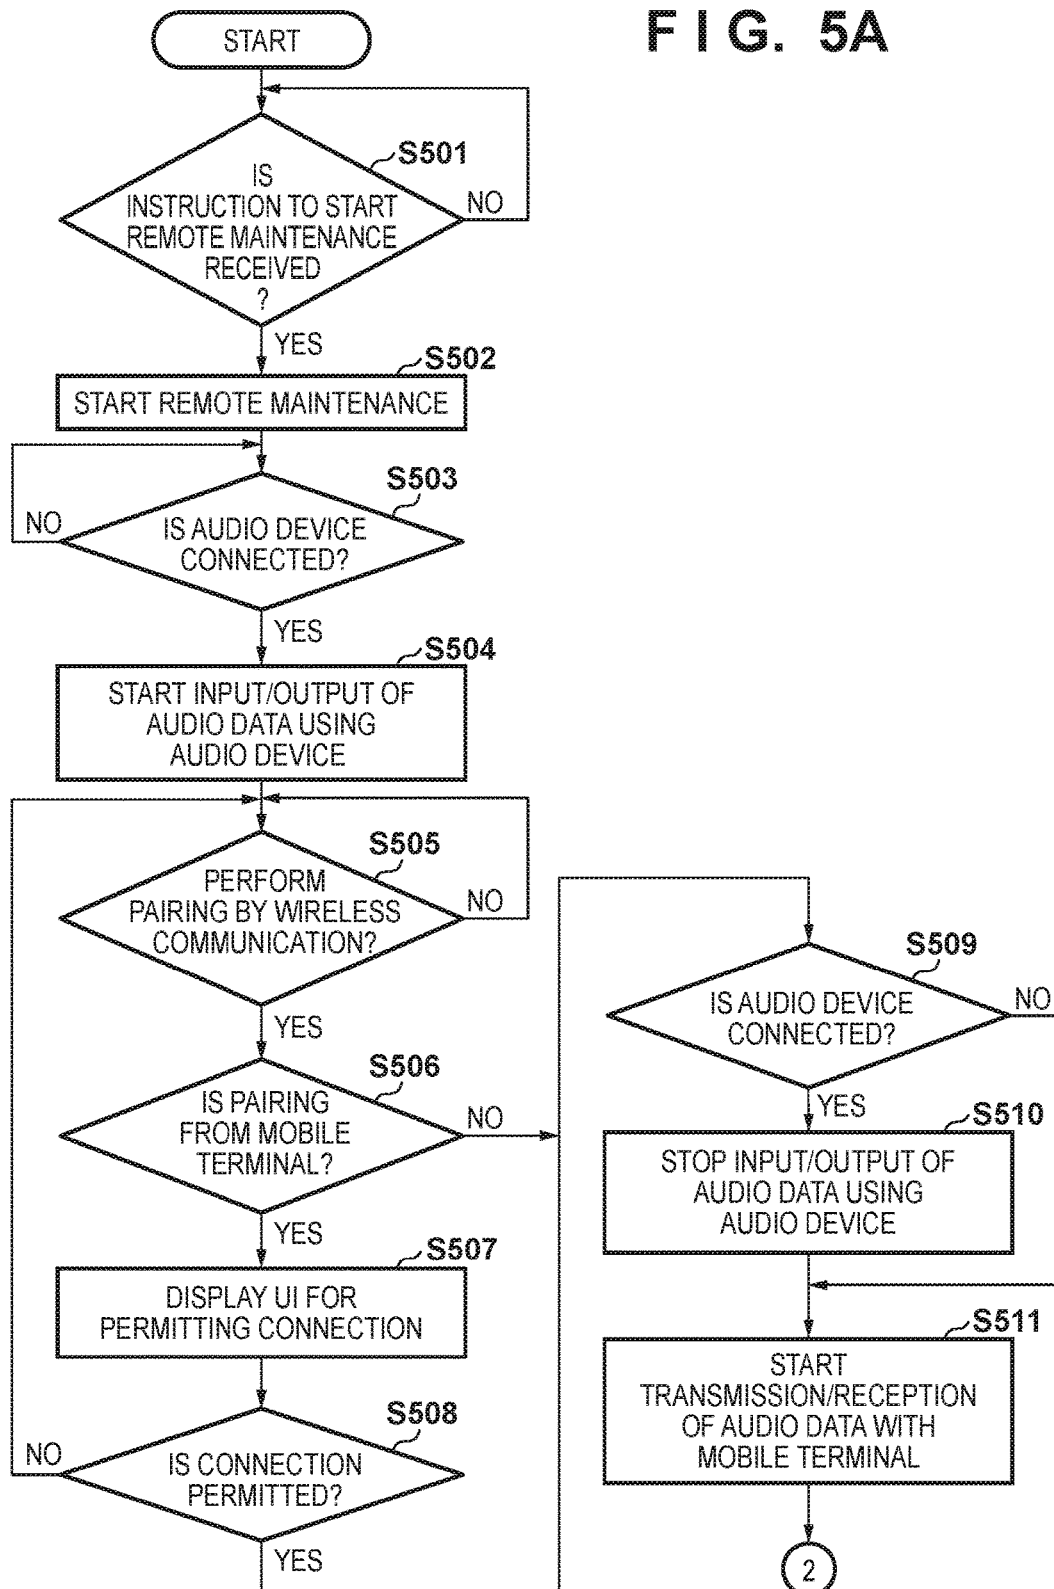 FIG. 5A
START
S501
IS
INSTRUCTION TO START
REMOTE MAINTENANCE
RECEIVED
?
NO
YES
S502
START REMOTE MAINTENANCE
S503
IS AUDIO DEVICE
CONNECTED?
NO
YES
S504
START INPUT/OUTPUT OF
AUDIO DATA USING
AUDIO DEVICE
S505
PERFORM
PAIRING BY WIRELESS
COMMUNICATION?
NO
YES
S506
IS PAIRING
FROM MOBILE
TERMINAL?
NO
YES
S507
DISPLAY UI FOR
PERMITTING CONNECTION
S508
IS CONNECTION
PERMITTED?
NO
YES
S509
IS AUDIO DEVICE
CONNECTED?
NO
YES
S510
STOP INPUT/OUTPUT OF
AUDIO DATA USING
AUDIO DEVICE
S511
START
TRANSMISSION/RECEPTION
OF AUDIO DATA WITH
MOBILE TERMINAL
2